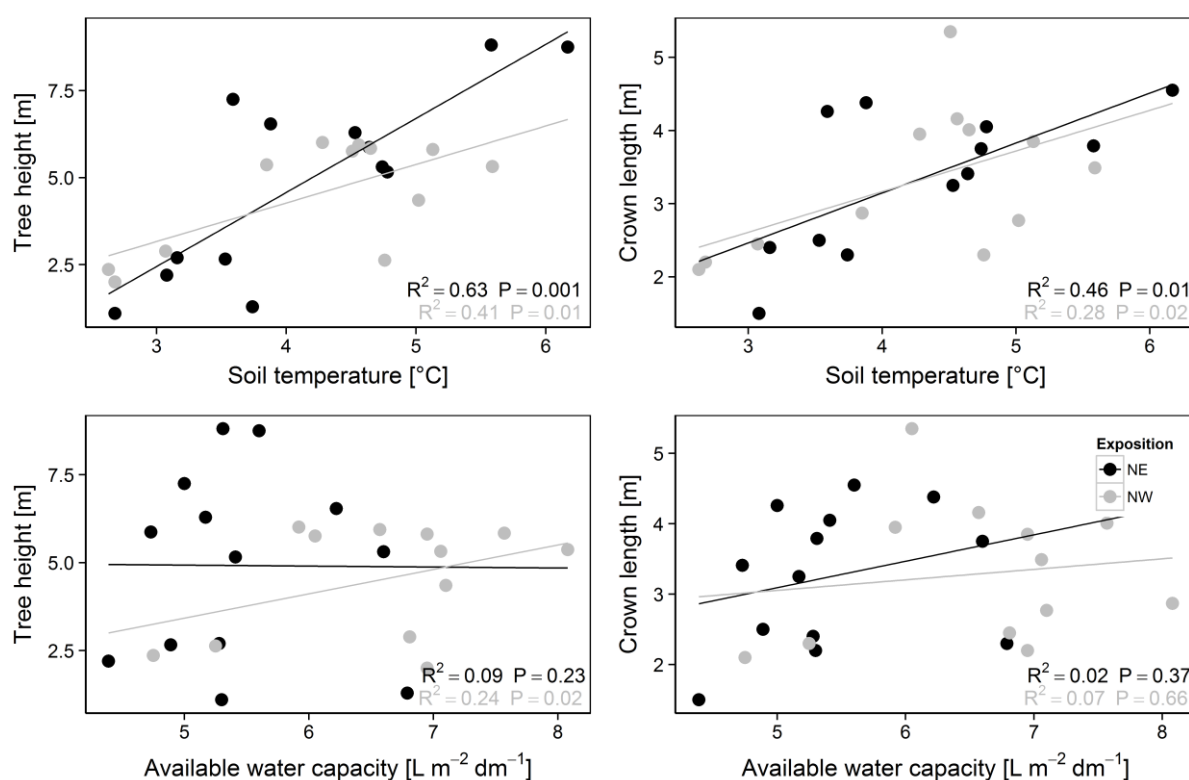 Tree height [m]
7.5
5.0
2.5
R² = 0.63 P = 0.001
R² = 0.41 P = 0.01
3 4 5 6
Soil temperature [°C]
Crown length [m]
5
4
3
2
R² = 0.46 P = 0.01
R² = 0.28 P = 0.02
3 4 5 6
Soil temperature [°C]
Tree height [m]
7.5
5.0
2.5
R² = 0.09 P = 0.23
R² = 0.24 P = 0.02
5 6 7 8
Available water capacity [L m⁻² dm⁻¹]
Crown length [m]
5
4
3
2
Exposition
NE
NW
R² = 0.02 P = 0.37
R² = 0.07 P = 0.66
5 6 7 8
Available water capacity [L m⁻² dm⁻¹]